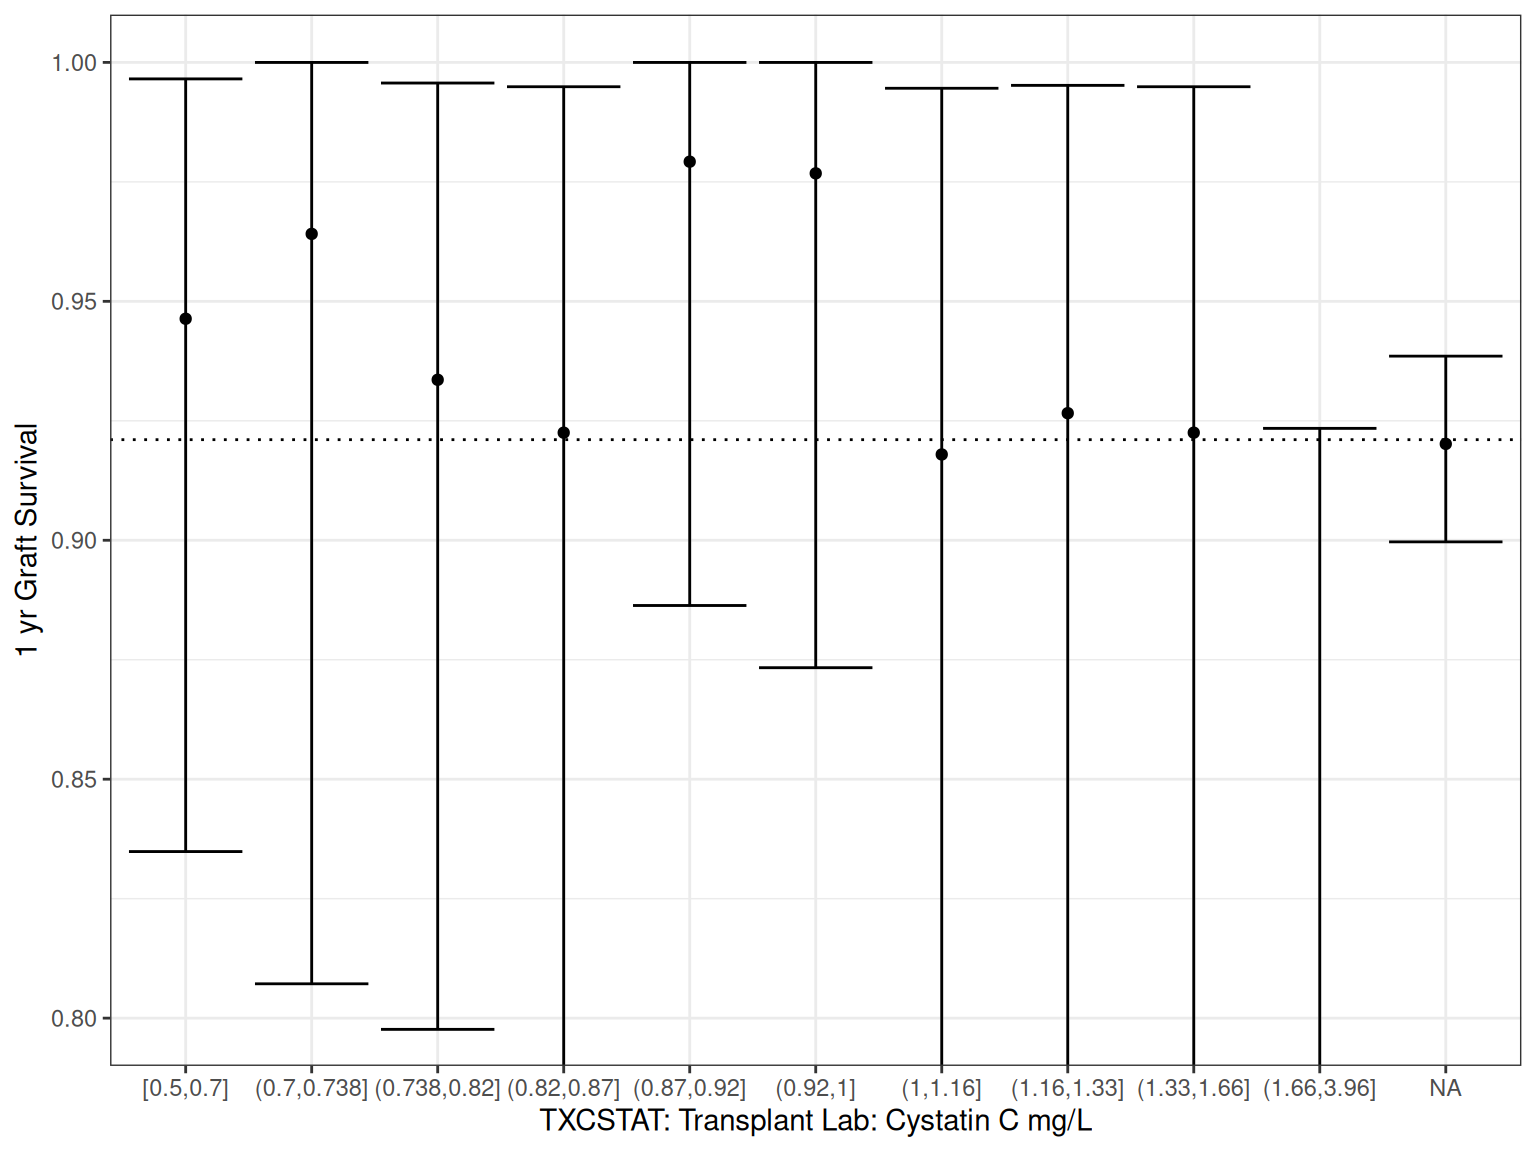 1 yr Graft Survival
1.00
0.95
0.90
0.85
0.80
[0.5,0.7] (0.7,0.738] (0.738,0.82] (0.82,0.87] (0.87,0.92] (0.92,1] (1,1.16] (1.16,1.33] (1.33,1.66] (1.66,3.96] NA
TXCSTAT: Transplant Lab: Cystatin C mg/L